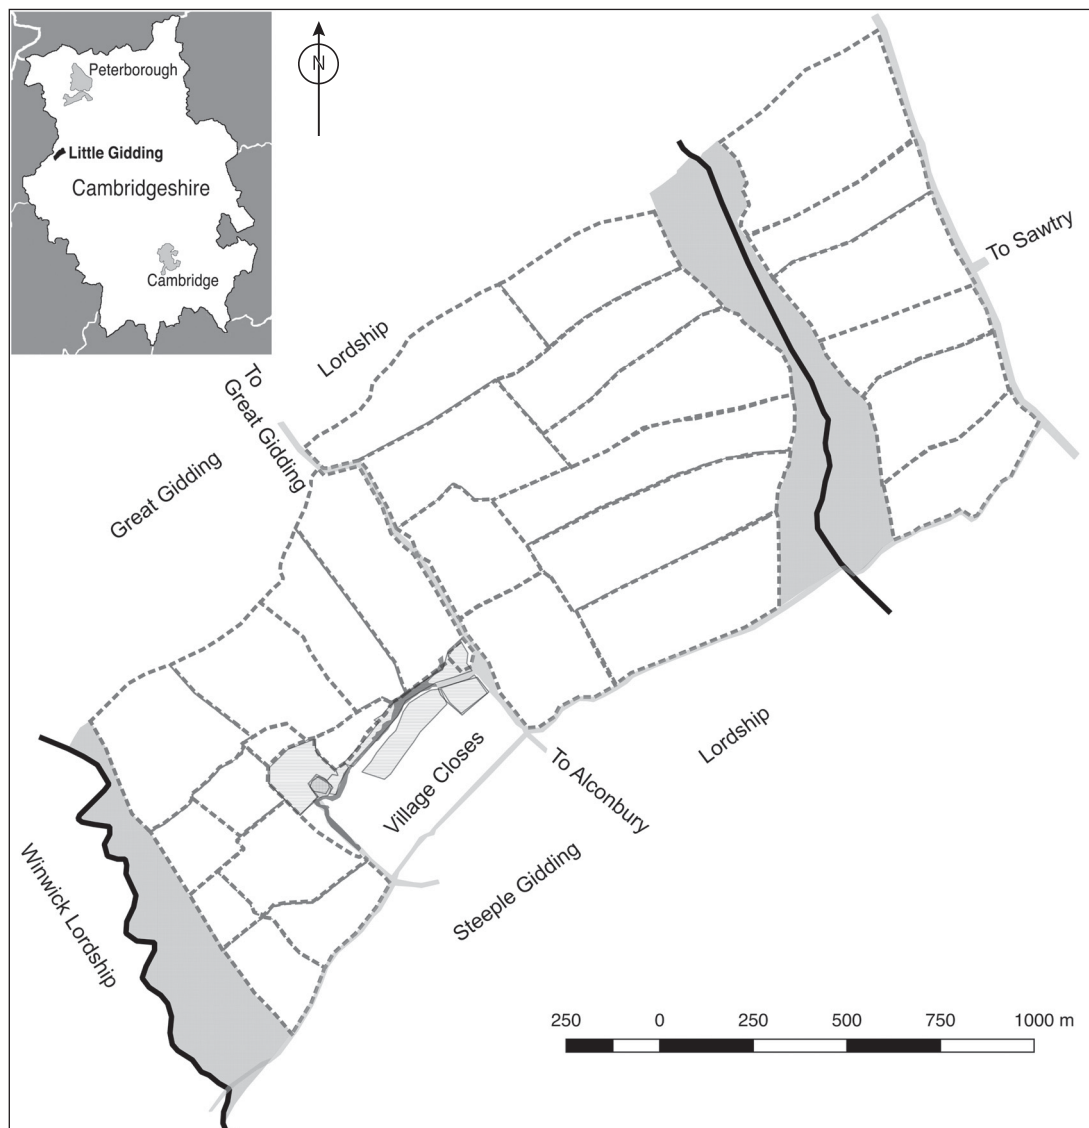 Peterborough
Little Gidding
Cambridgeshire
Cambridge
N
To Sawtry
Lordship
To
Great Gidding
Great Gidding
Village Closes
To Alconbury
Lordship
Steeple Gidding
Winwick Lordship
250 0 250 500 750 1000 m